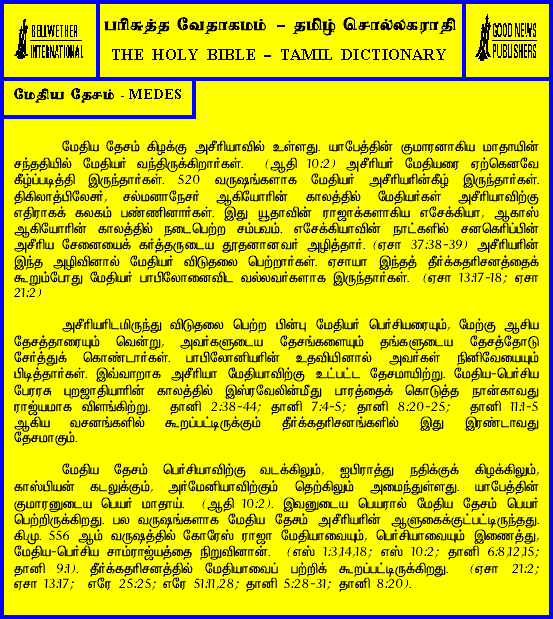 BELLWETHER
INTERNATIONAL
பரிசுத்த வேதாகமம் – தமிழ் சொல்லகராதி
THE HOLY BIBLE – TAMIL DICTIONARY
GOOD NEWS
PUBLISHERS
மேதிய தேசம் - MEDES
மேதிய தேசம் கிழக்கு அசீரியாவில் உள்ளது. யாபேத்தின் குமாரனாகிய மாதாயின்
சந்ததியில் மேதியர் வந்திருக்கிறார்கள். (ஆதி 10:2) அசீரியர் மேதியரை ஏற்கெனவே
கீழ்ப்படித்தி இருந்தார்கள். 520 வருஷங்களாக மேதியர் அசீரியரின்கீழ் இருந்தார்கள்.
திகிலாத்பிலேசர், சல்மனாநேசர் ஆகியோரின் காலத்தில் மேதியர்கள் அசீரியாவிற்கு
எதிராகக் கலகம் பண்ணினார்கள். இது யூதாவின் ராஜாக்களாகிய எசேக்கியா, ஆகாஸ்
ஆகியோரின் காலத்தில் நடைபெற்ற சம்பவம். எசேக்கியாவின் நாட்களில் சனகெரிப்பின்
அசீரிய சேனையைக் கர்த்தருடைய தூதனானவர் அழித்தார். (ஏசா 37:38-39) அசீரியரின்
இந்த அழிவினால் மேதியர் விடுதலை பெற்றார்கள். ஏசாயா இந்தத் தீர்க்கதரிசனத்தைக்
கூறும்போது மேதியர் பாபிலோனைவிட வல்லவர்களாக இருந்தார்கள். (ஏசா 13:17-18; ஏசா
21:2)
அசீரியரிடமிருந்து விடுதலை பெற்ற பின்பு மேதியர் பெர்சியரையும், மேற்கு ஆசிய
தேசத்தாரையும் வென்று, அவர்களுடைய தேசங்களையும் தங்களுடைய தேசத்தோடு
சேர்த்துக் கொண்டார்கள். பாபிலோனியரின் உதவியினால் அவர்கள் நினிவேயையும்
பிடித்தார்கள். இவ்வாறாக அசீரியா மேதியாவிற்கு உட்பட்ட தேசமாயிற்று. மேதிய-பெர்சிய
பேரரசு புறஜாதியாரின் காலத்தில் இஸ்ரவேலின்மீது பாரத்தைக் கொடுத்த நான்காவது
ராஜ்யமாக விளங்கிற்று. தானி 2:38-44; தானி 7:4-5; தானி 8:20-25; தானி 11:1-5
ஆகிய வசனங்களில் கூறப்பட்டிருக்கும் தீர்க்கதரிசனங்களில் இது இரண்டாவது
தேசமாகும்.
மேதிய தேசம் பெர்சியாவிற்கு வடக்கிலும், ஐபிராத்து நதிக்குக் கிழக்கிலும்,
காஸ்பியன் கடலுக்கும், அர்மேனியாவிற்கும் தெற்கிலும் அமைந்துள்ளது. யாபேத்தின்
குமாரனுடைய பெயர் மாதாய். (ஆதி 10:2). இவனுடைய பெயரால் மேதிய தேசம் பெயர்
பெற்றிருக்கிறது. பல வருஷங்களாக மேதிய தேசம் அசீரியரின் ஆளுகைக்குட்பட்டிருந்தது.
கி.மு. 556 ஆம் வருஷத்தில் கோரேஸ் ராஜா மேதியாவையும், பெர்சியாவையும் இணைத்து,
மேதிய-பெர்சிய சாம்ராஜ்யத்தை நிறுவினான். (எஸ் 1:3,14,18; எஸ் 10:2; தானி 6:8,12,15;
தானி 9:1). தீர்க்கதரிசனத்தில் மேதியாவைப் பற்றிக் கூறப்பட்டிருக்கிறது. (ஏசா 21:2;
ஏசா 13:17; எரே 25:25; எரே 51:11,28; தானி 5:28-31; தானி 8:20).